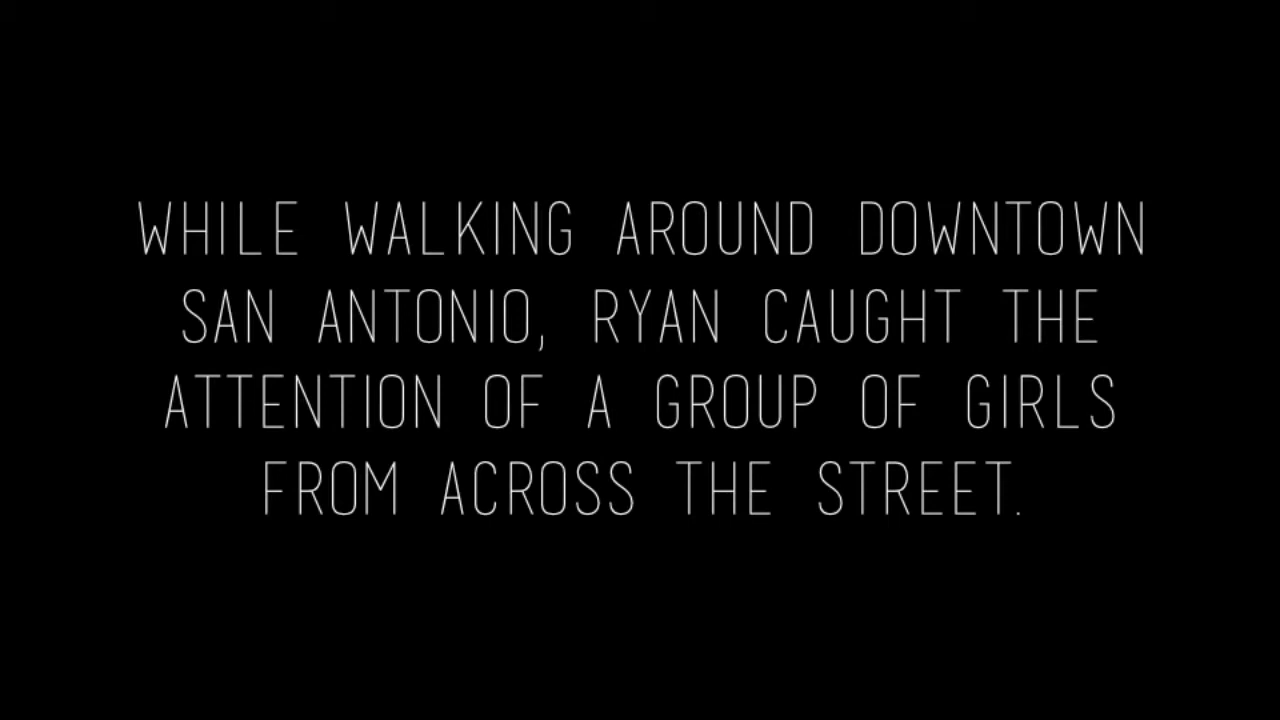 WHILE WALKING AROUND DOWNTOWN
SAN ANTONIO, RYAN CAUGHT THE
ATTENTION OF A GROUP OF GIRLS
FROM ACROSS THE STREET.